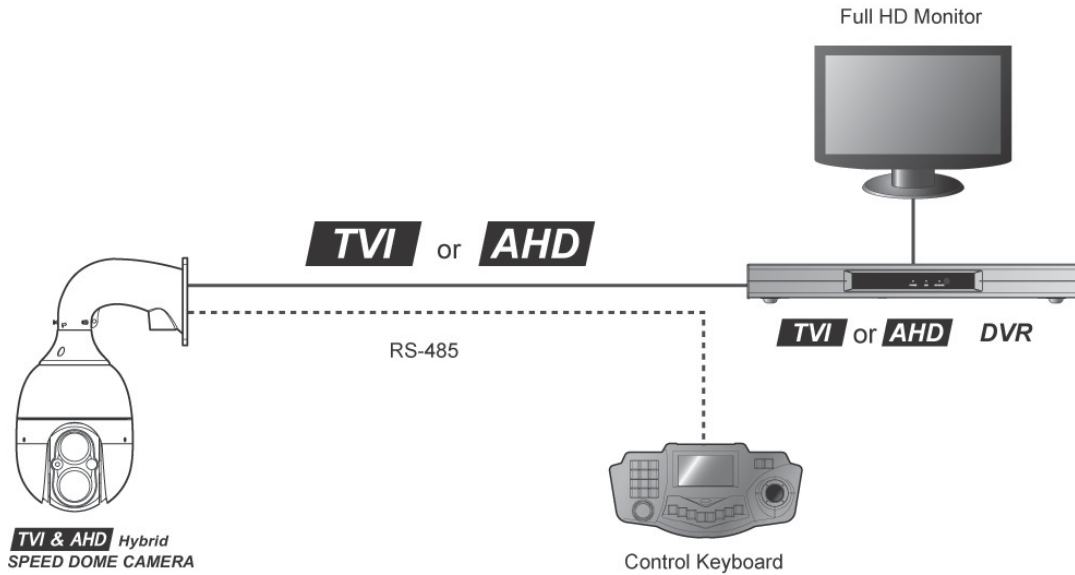 Full HD Monitor
TVI or AHD
RS-485
TVI or AHD DVR
TVI & AHD Hybrid
SPEED DOME CAMERA
Control Keyboard